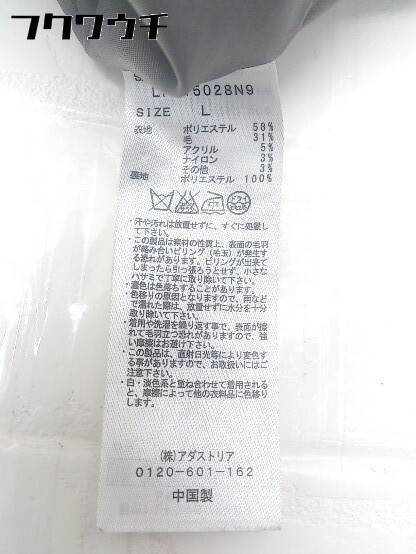 フクワウチ
15028N9
SIZE L
表地 ポリエステル 58%
毛 31%
アクリル 5%
ナイロン 3%
その他 3%
裏地 ポリエステル 100%
・汗や汚れは放置せずに、すぐに処置し
て下さい。
・この製品は素材の性質上、表面の毛羽
が絡み合いピリング(毛玉)が発生す
る恐れがあります。ピリングが出来て
しまったら引っ張ろうとせず、小さな
ハサミで丁寧に取り除いて下さい。
・濃色は色落ちすることがあります。
・色移りの原因となりますので、雨など
で濡れた際は、放置せずに水分を十分
取り除いて下さい。
・着用や洗濯を繰り返す事で、表面が擦
れて毛羽立つ恐れがありますので、強
い摩擦はお避け下さい。
・この製品は、直射日光等により変色す
る事がありますので、お取扱いにはご
注意下さい。
・白・淡色系と重ね合わせて着用される
と、摩擦によって他の衣料品に色移り
します。
(株)アダストリア
0120-601-162
中国製